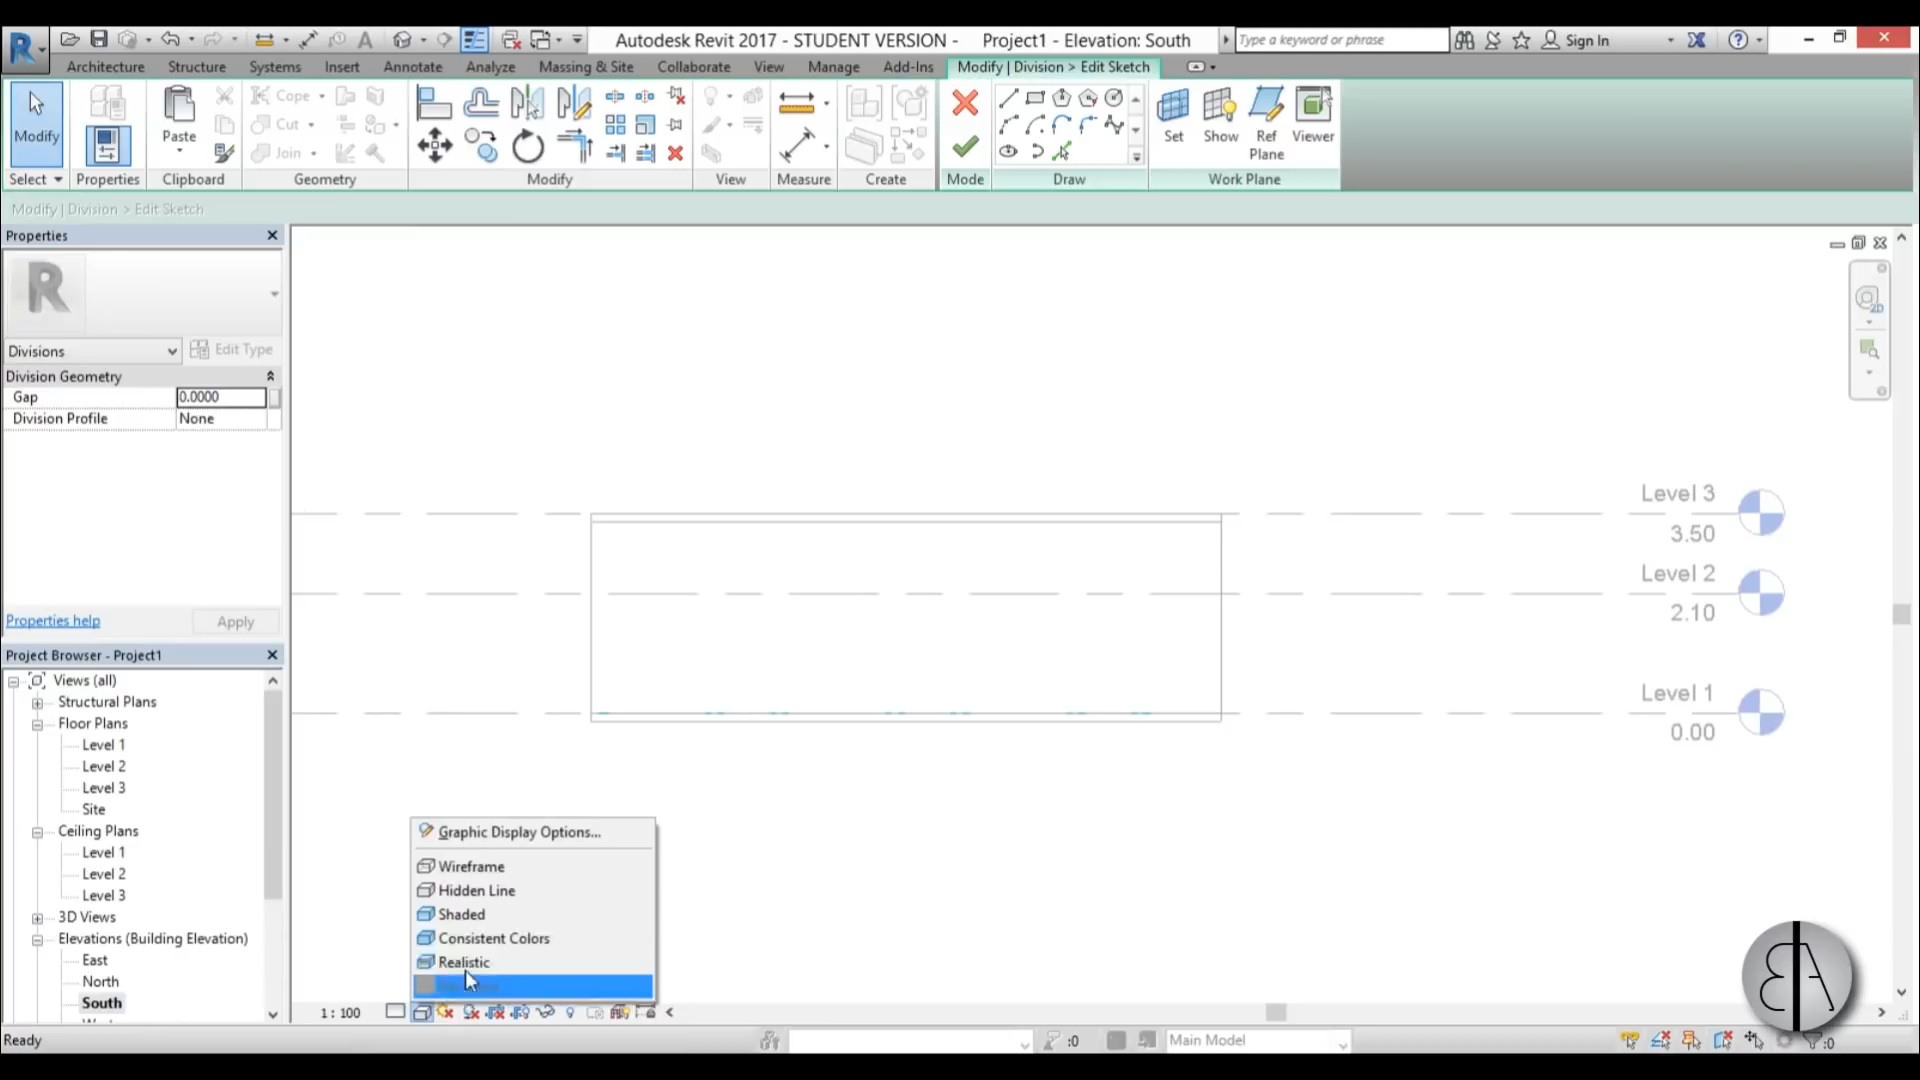 Autodesk Revit 2017 - STUDENT VERSION - Project1 - Elevation: South
Type a keyword or phrase
Sign In
Architecture Structure Systems Insert Annotate Analyze Massing & Site Collaborate View Manage Add-Ins Modify | Division > Edit Sketch
Modify Paste Cope Cut Join Set Show Ref Plane Viewer
Select Properties Clipboard Geometry Modify View Measure Create Mode Draw Work Plane
Modify | Division > Edit Sketch
Properties
R
Divisions Edit Type
Division Geometry
Gap 0.0000
Division Profile None
Properties help Apply
Project Browser - Project1
Views (all)
Structural Plans
Floor Plans
Level 1
Level 2
Level 3
Site
Ceiling Plans
Level 1
Level 2
Level 3
3D Views
Elevations (Building Elevation)
East
North
South
Level 3
3.50
Level 2
2.10
Level 1
0.00
Graphic Display Options...
Wireframe
Hidden Line
Shaded
Consistent Colors
Realistic
1 : 100
Ready
:0
Main Model
:0
BA